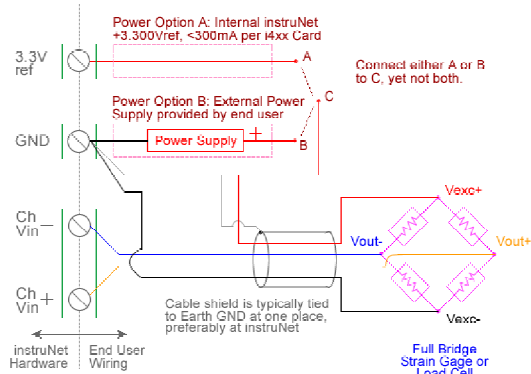 Power Option A: Internal instruNet
+3.300Vref, <300mA per i4xx Card
3.3V
ref
A
Connect either A or B
to C, yet not both.
C
Power Option B: External Power
Supply provided by end user
GND
Power Supply
+
B
Vexc+
Ch
Vin
Vout-
Vout+
Ch
Vin +
Cable shield is typically tied
to Earth GND at one place,
preferably at instruNet
Vexc-
instruNet
Hardware
End User
Wiring
Full Bridge
Strain Gage or
Load Cell